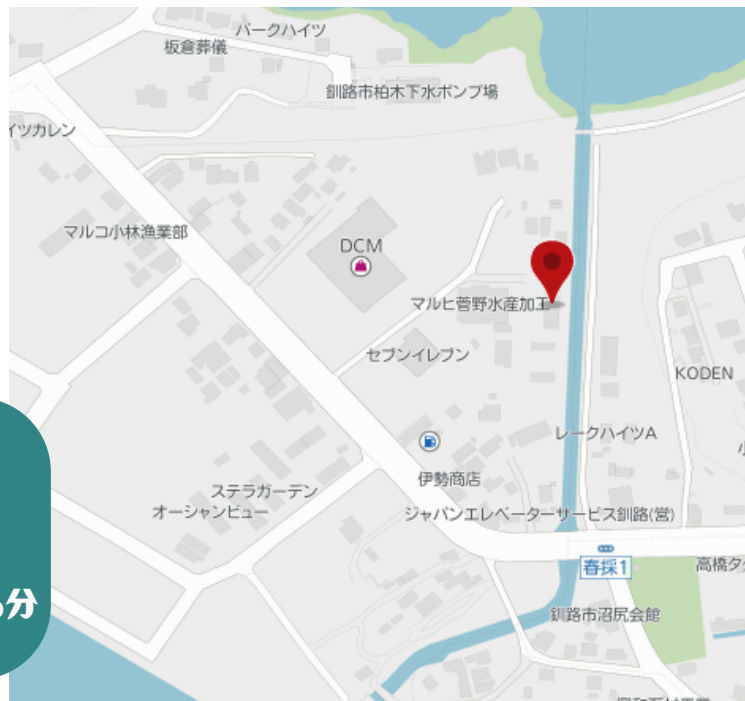 パークハイツ
板倉葬儀
釧路市柏木下水ポンプ場
イツカレン
マルコ小林漁業部
DCM
マルヒ菅野水産加工
セブンイレブン
KODEN
レークハイツA
伊勢商店
ステラガーデン
オーシャンビュー
ジャパンエレベーターサービス釧路(営)
春採1
高橋タ
分
釧路市沼尻会館